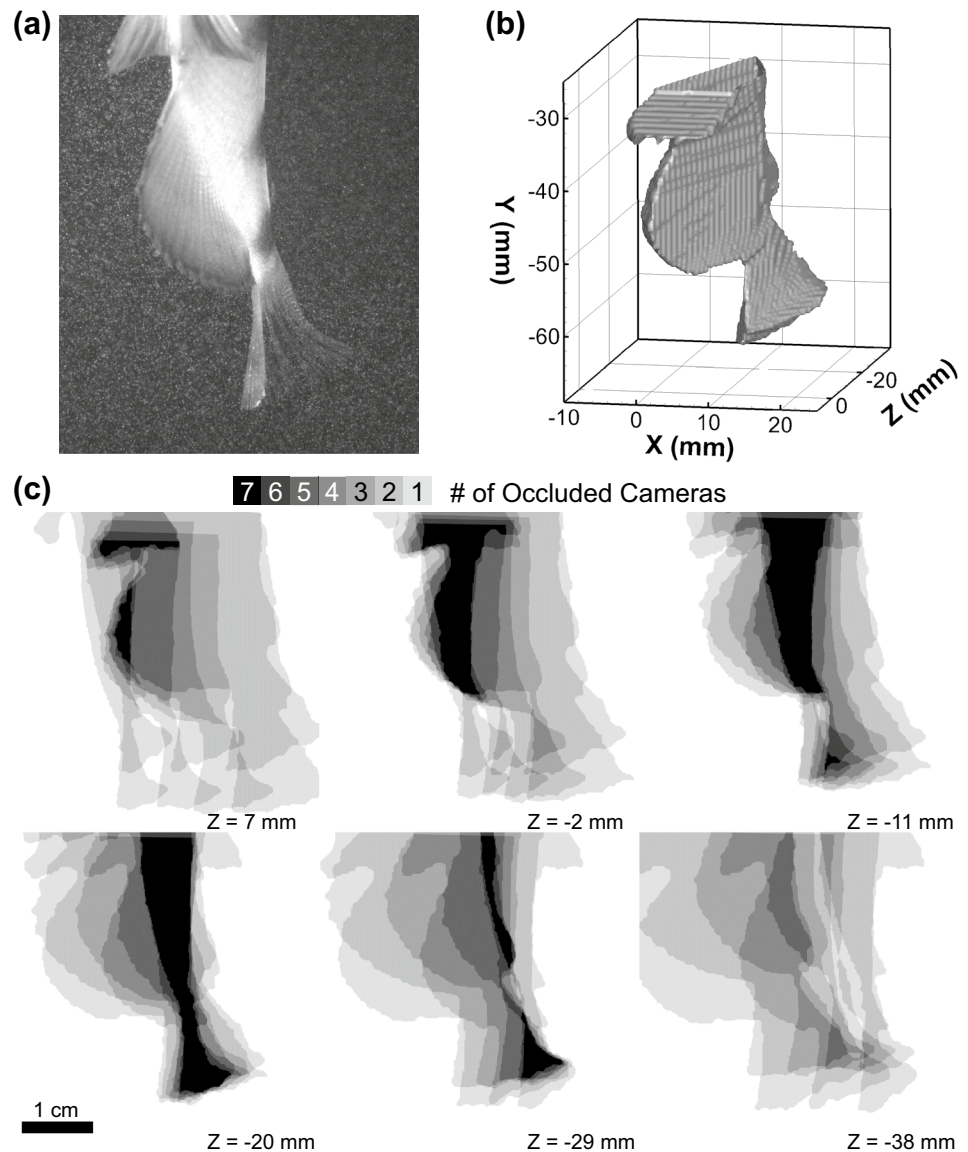 (a)
(b)
-30
-40
-50
-60
Y (mm)
-10
0
10
20
X (mm)
-20
0
Z (mm)
(c)
7 6 5 4 3 2 1 # of Occluded Cameras
Z = 7 mm
Z = -2 mm
Z = -11 mm
1 cm
Z = -20 mm
Z = -29 mm
Z = -38 mm